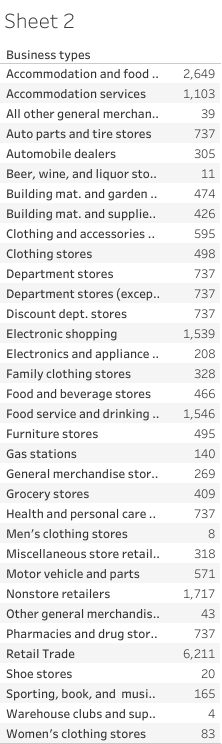 Sheet 2
Business types
Accommodation and food .. 2,649
Accommodation services 1,103
All other general merchan.. 39
Auto parts and tire stores 737
Automobile dealers 305
Beer, wine, and liquor sto.. 11
Building mat. and garden .. 474
Building mat. and supplie.. 426
Clothing and accessories .. 595
Clothing stores 498
Department stores 737
Department stores (excep.. 737
Discount dept. stores 737
Electronic shopping 1,539
Electronics and appliance .. 208
Family clothing stores 328
Food and beverage stores 466
Food service and drinking .. 1,546
Furniture stores 495
Gas stations 140
General merchandise stor.. 269
Grocery stores 409
Health and personal care .. 737
Men's clothing stores 8
Miscellaneous store retail.. 318
Motor vehicle and parts 571
Nonstore retailers 1,717
Other general merchandis.. 43
Pharmacies and drug stor.. 737
Retail Trade 6,211
Shoe stores 20
Sporting, book, and musi.. 165
Warehouse clubs and sup.. 4
Women's clothing stores 83